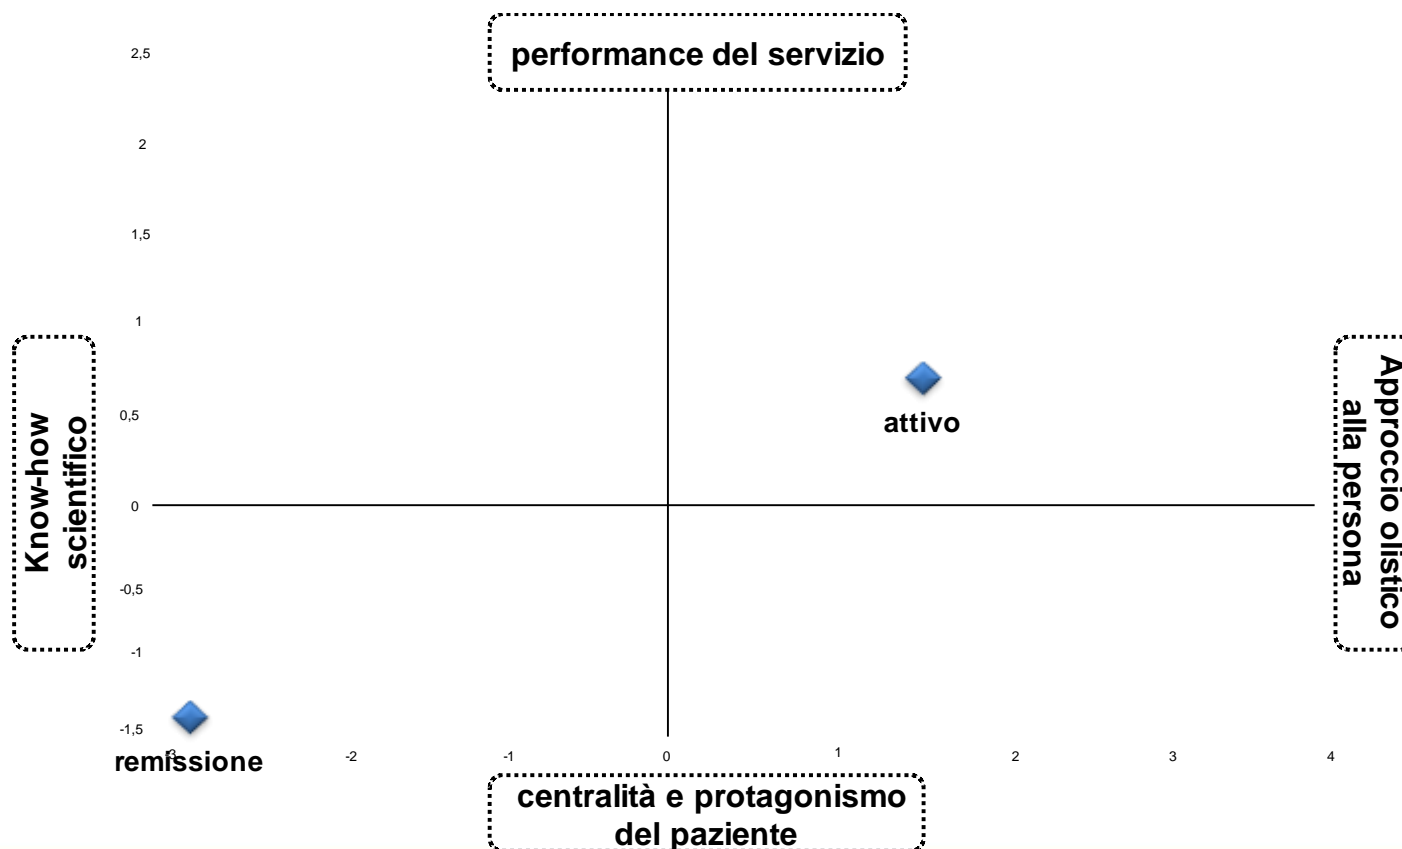 performance del servizio
2,5
2
1,5
1
0,5
0
-0,5
-1
-1,5
Know-how
scientifico
Approccio olistico
alla persona
attivo
remissione
-3
-2
-1
0
1
2
3
4
centralità e protagonismo
del paziente